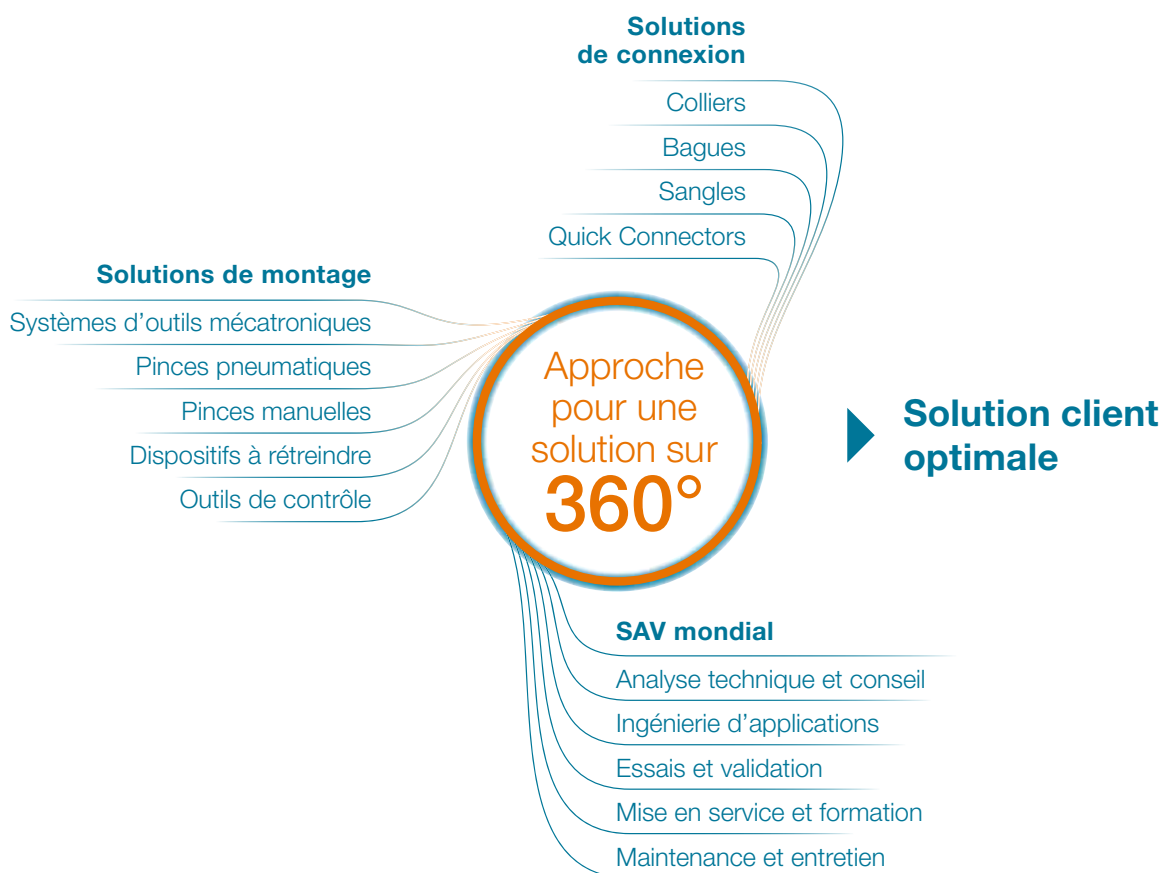 Solutions
de connexion
Colliers
Bagues
Sangles
Quick Connectors
Solutions de montage
Systèmes d’outils mécatroniques
Pinces pneumatiques
Pinces manuelles
Dispositifs à rétreindre
Outils de contrôle
Approche
pour une
solution sur
360°
Solution client
optimale
SAV mondial
Analyse technique et conseil
Ingénierie d’applications
Essais et validation
Mise en service et formation
Maintenance et entretien